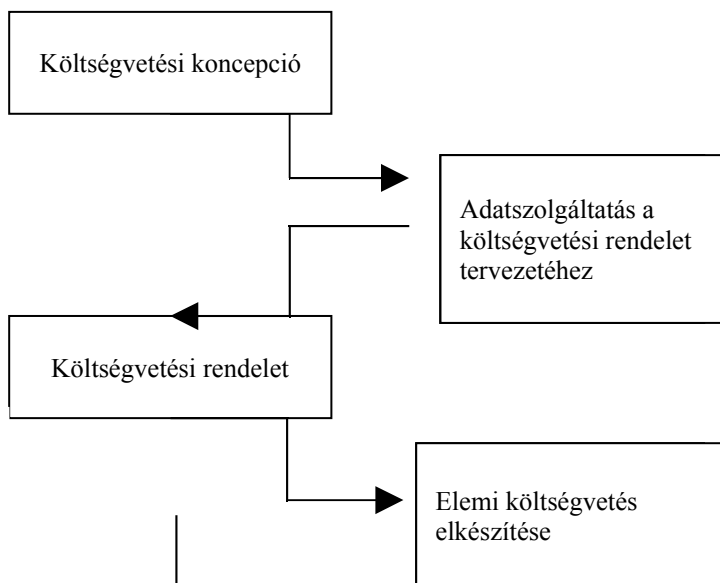 Költségvetési koncepció
Adatszolgáltatás a
költségvetési rendelet
tervezetéhez
Költségvetési rendelet
Elemi költségvetés
elkészítése